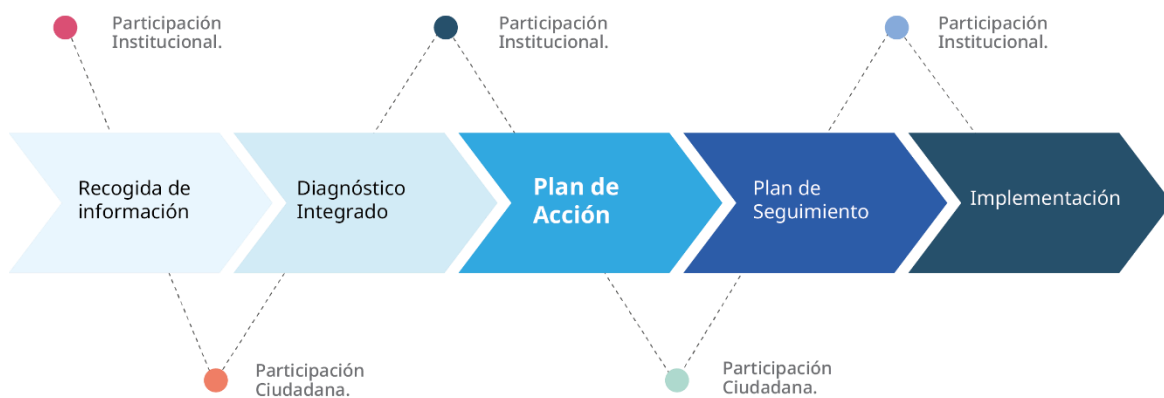 Participación
Institucional.
Participación
Institucional.
Participación
Institucional.
Recogida de
información
Diagnóstico
Integrado
Plan de
Acción
Plan de
Seguimiento
Implementación
Participación
Ciudadana.
Participación
Ciudadana.